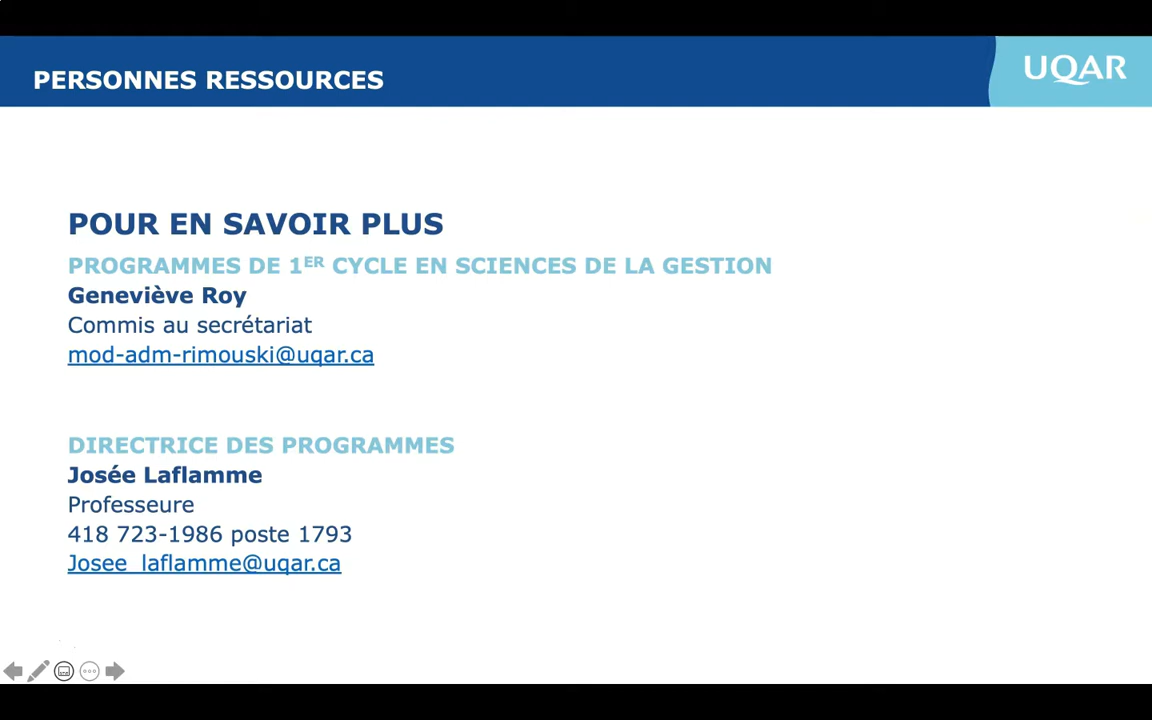 PERSONNES RESSOURCES
UQAR
POUR EN SAVOIR PLUS
PROGRAMMES DE 1ER CYCLE EN SCIENCES DE LA GESTION
Geneviève Roy
Commis au secrétariat
mod-adm-rimouski@uqar.ca
DIRECTRICE DES PROGRAMMES
Josée Laflamme
Professeure
418 723-1986 poste 1793
Josee_laflamme@uqar.ca